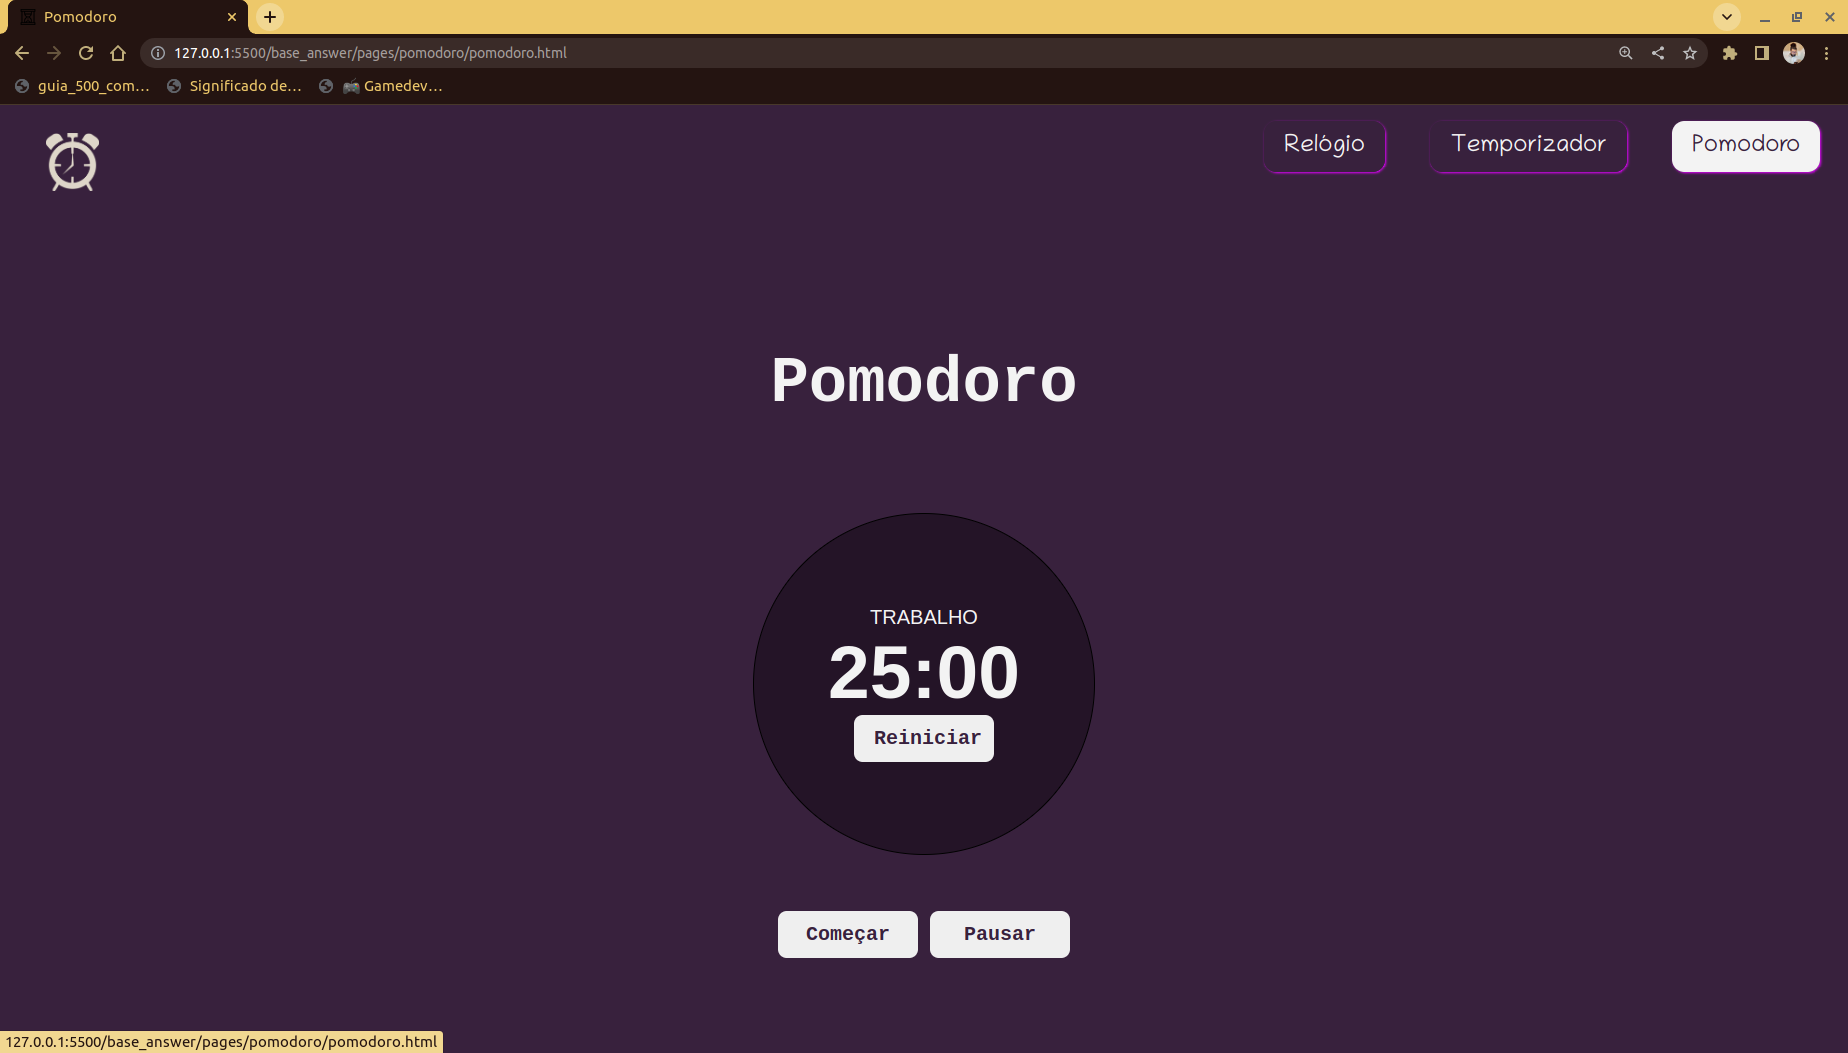 Pomodoro
127.0.0.1:5500/base_answer/pages/pomodoro/pomodoro.html
guia_500_com... Significado de... Gamedev...
Relógio Temporizador Pomodoro
Pomodoro
TRABALHO
25:00
Reiniciar
Começar Pausar
127.0.0.1:5500/base_answer/pages/pomodoro/pomodoro.html